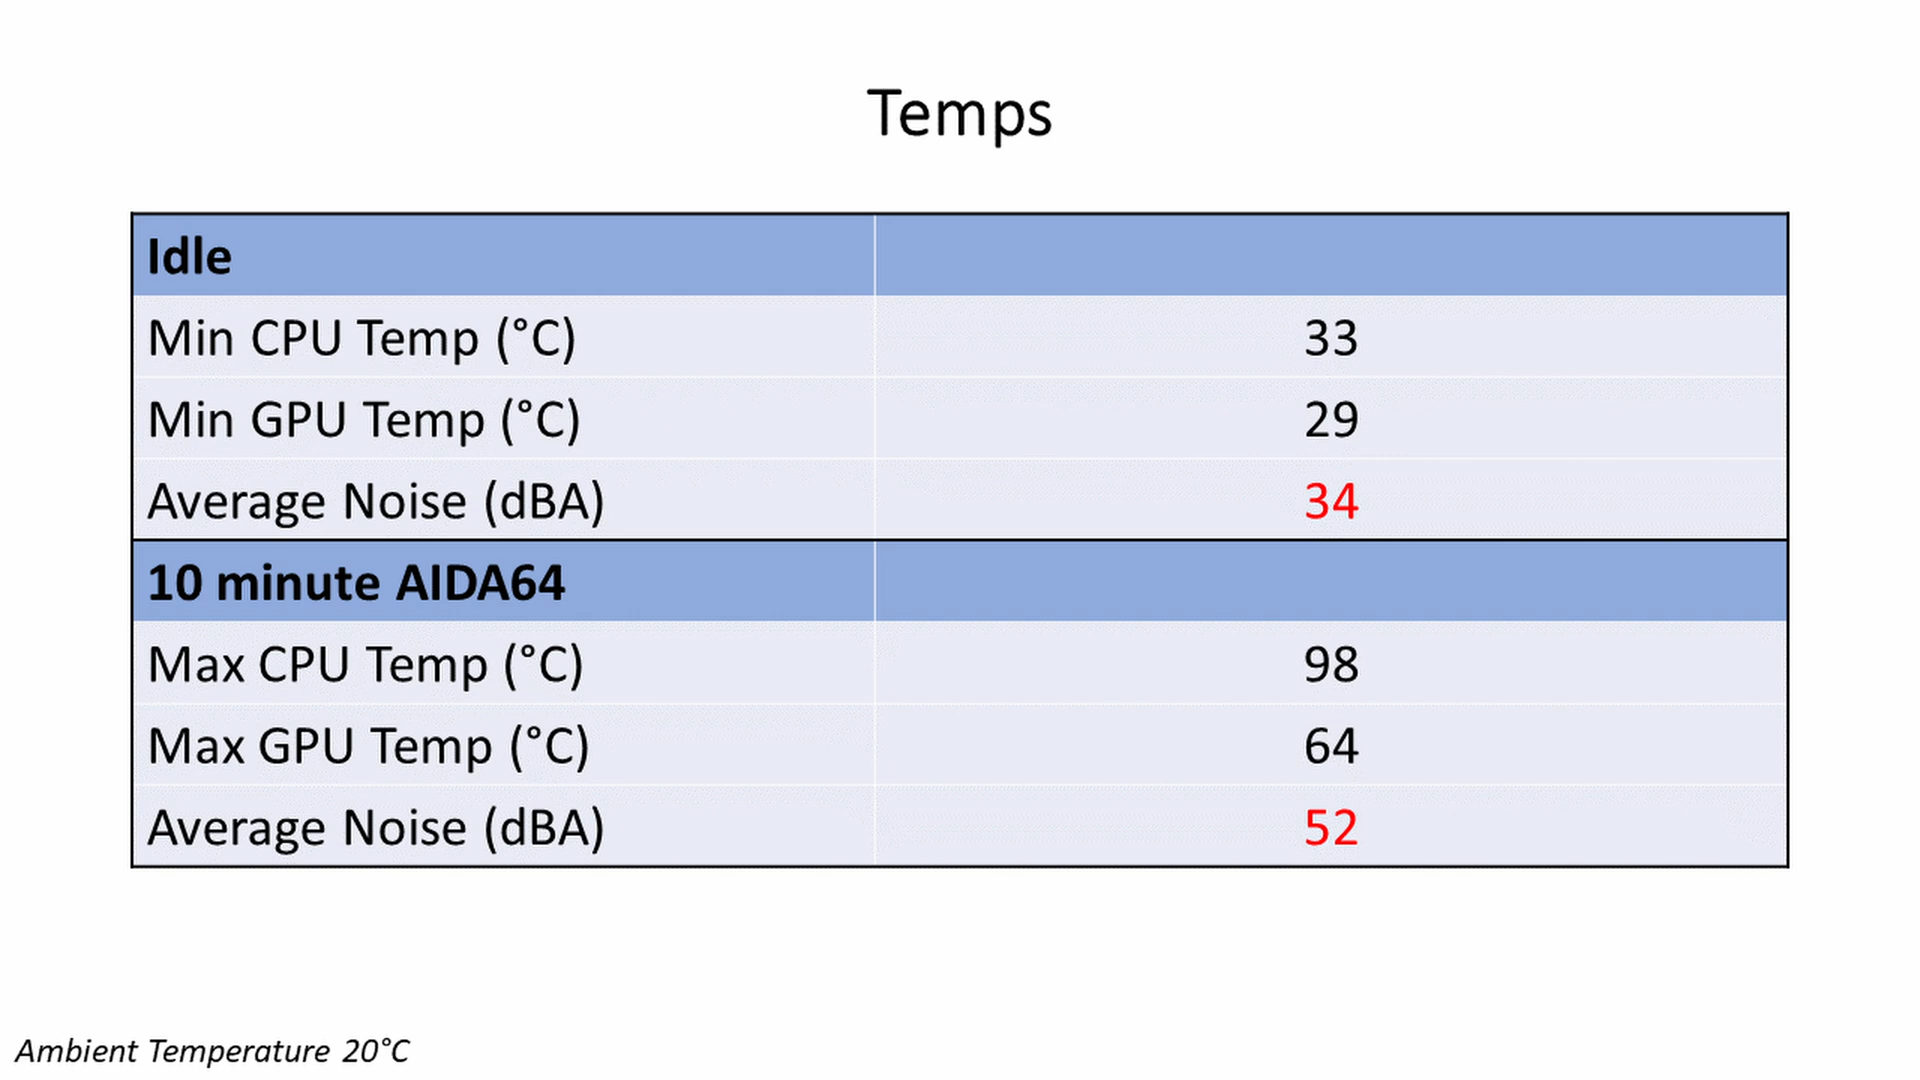 Temps
Idle
Min CPU Temp (°C) 33
Min GPU Temp (°C) 29
Average Noise (dBA) 34
10 minute AIDA64
Max CPU Temp (°C) 98
Max GPU Temp (°C) 64
Average Noise (dBA) 52
Ambient Temperature 20°C